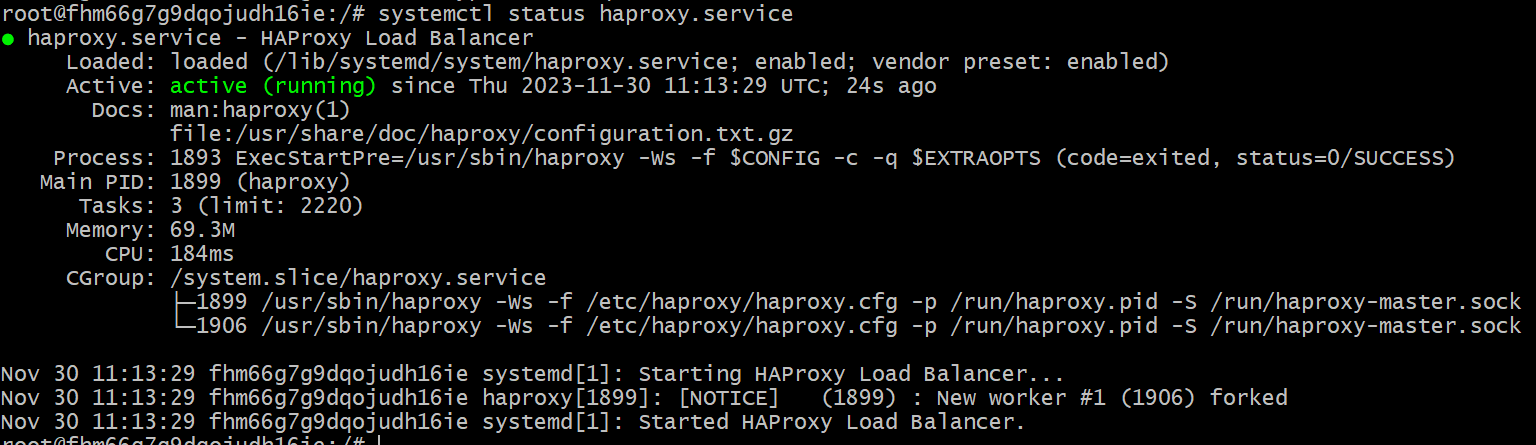 root@fhm66g7g9dqojudh16ie:/# systemctl status haproxy.service
● haproxy.service - HAProxy Load Balancer
     Loaded: loaded (/lib/systemd/system/haproxy.service; enabled; vendor preset: enabled)
     Active: active (running) since Thu 2023-11-30 11:13:29 UTC; 24s ago
       Docs: man:haproxy(1)
             file:/usr/share/doc/haproxy/configuration.txt.gz
    Process: 1893 ExecStartPre=/usr/sbin/haproxy -Ws -f $CONFIG -c -q $EXTRAOPTS (code=exited, status=0/SUCCESS)
   Main PID: 1899 (haproxy)
      Tasks: 3 (limit: 2220)
     Memory: 69.3M
        CPU: 184ms
     CGroup: /system.slice/haproxy.service
             ├─1899 /usr/sbin/haproxy -Ws -f /etc/haproxy/haproxy.cfg -p /run/haproxy.pid -S /run/haproxy-master.sock
             └─1906 /usr/sbin/haproxy -Ws -f /etc/haproxy/haproxy.cfg -p /run/haproxy.pid -S /run/haproxy-master.sock

Nov 30 11:13:29 fhm66g7g9dqojudh16ie systemd[1]: Starting HAProxy Load Balancer...
Nov 30 11:13:29 fhm66g7g9dqojudh16ie haproxy[1899]: [NOTICE]   (1899) : New worker #1 (1906) forked
Nov 30 11:13:29 fhm66g7g9dqojudh16ie systemd[1]: Started HAProxy Load Balancer.
root@fhm66g7g9dqojudh16ie:/#